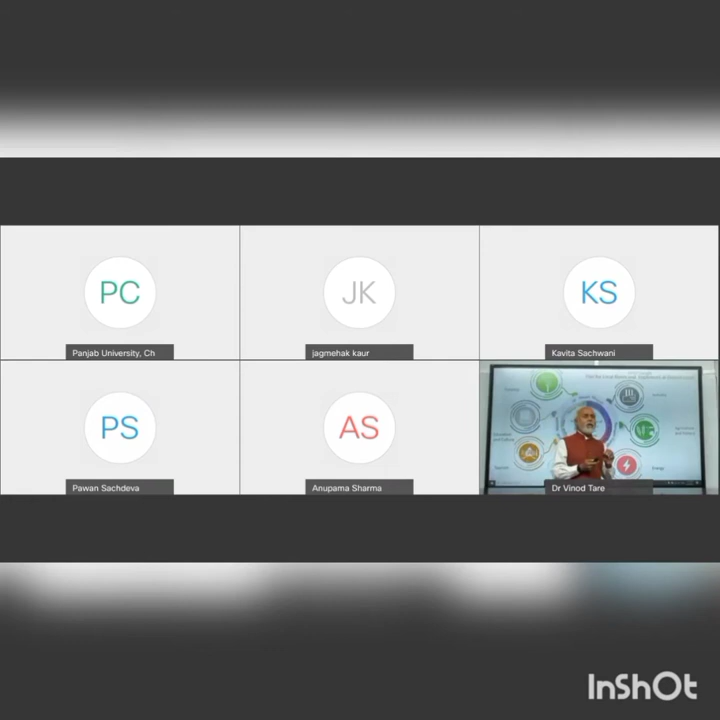 PC
JK
KS
Panjab University, Ch
jagmehak kaur
Kavita Sachwani
PS
AS
Pawan Sachdeva
Anupama Sharma
Energy
Dr Vinod Tare
InShOt